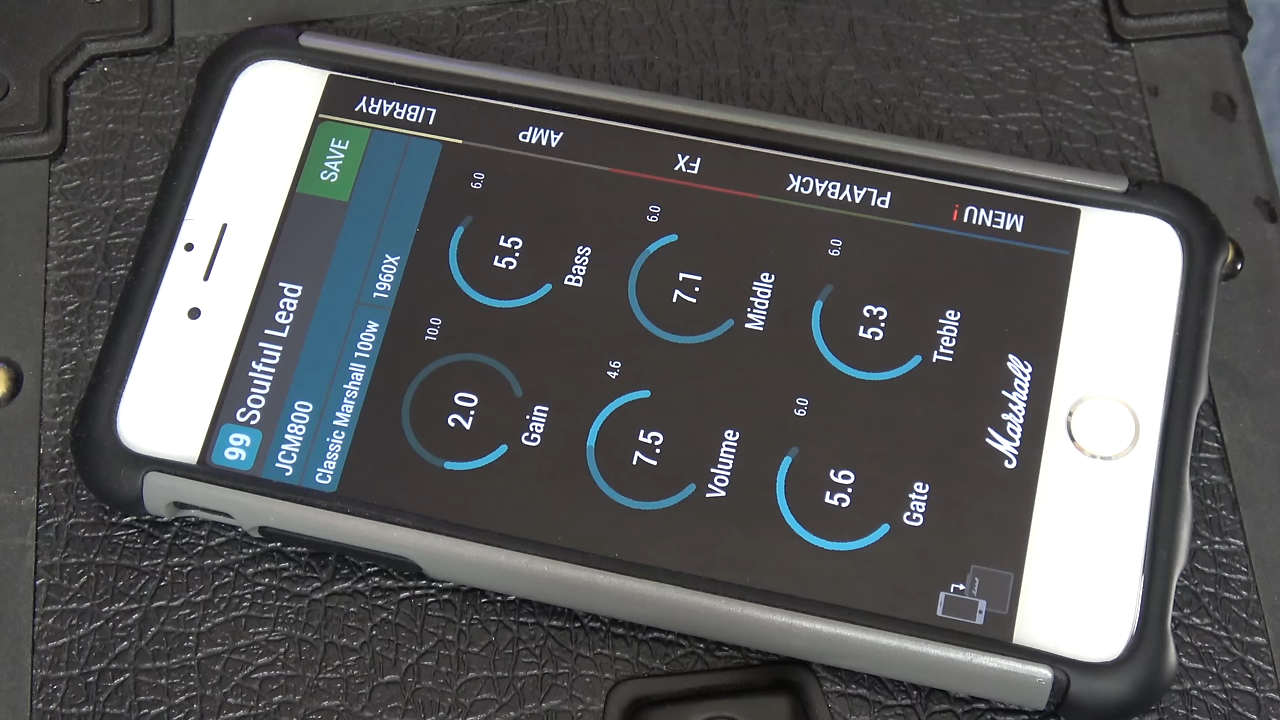 99 Soulful Lead
SAVE
JCM800
Classic Marshall 100w
1960X
10.0
2.0
Gain
6.0
5.5
Bass
4.6
7.5
Volume
6.0
7.1
Middle
6.0
5.6
Gate
6.0
5.3
Treble
Marshall
LIBRARY
AMP
FX
PLAYBACK
MENU !